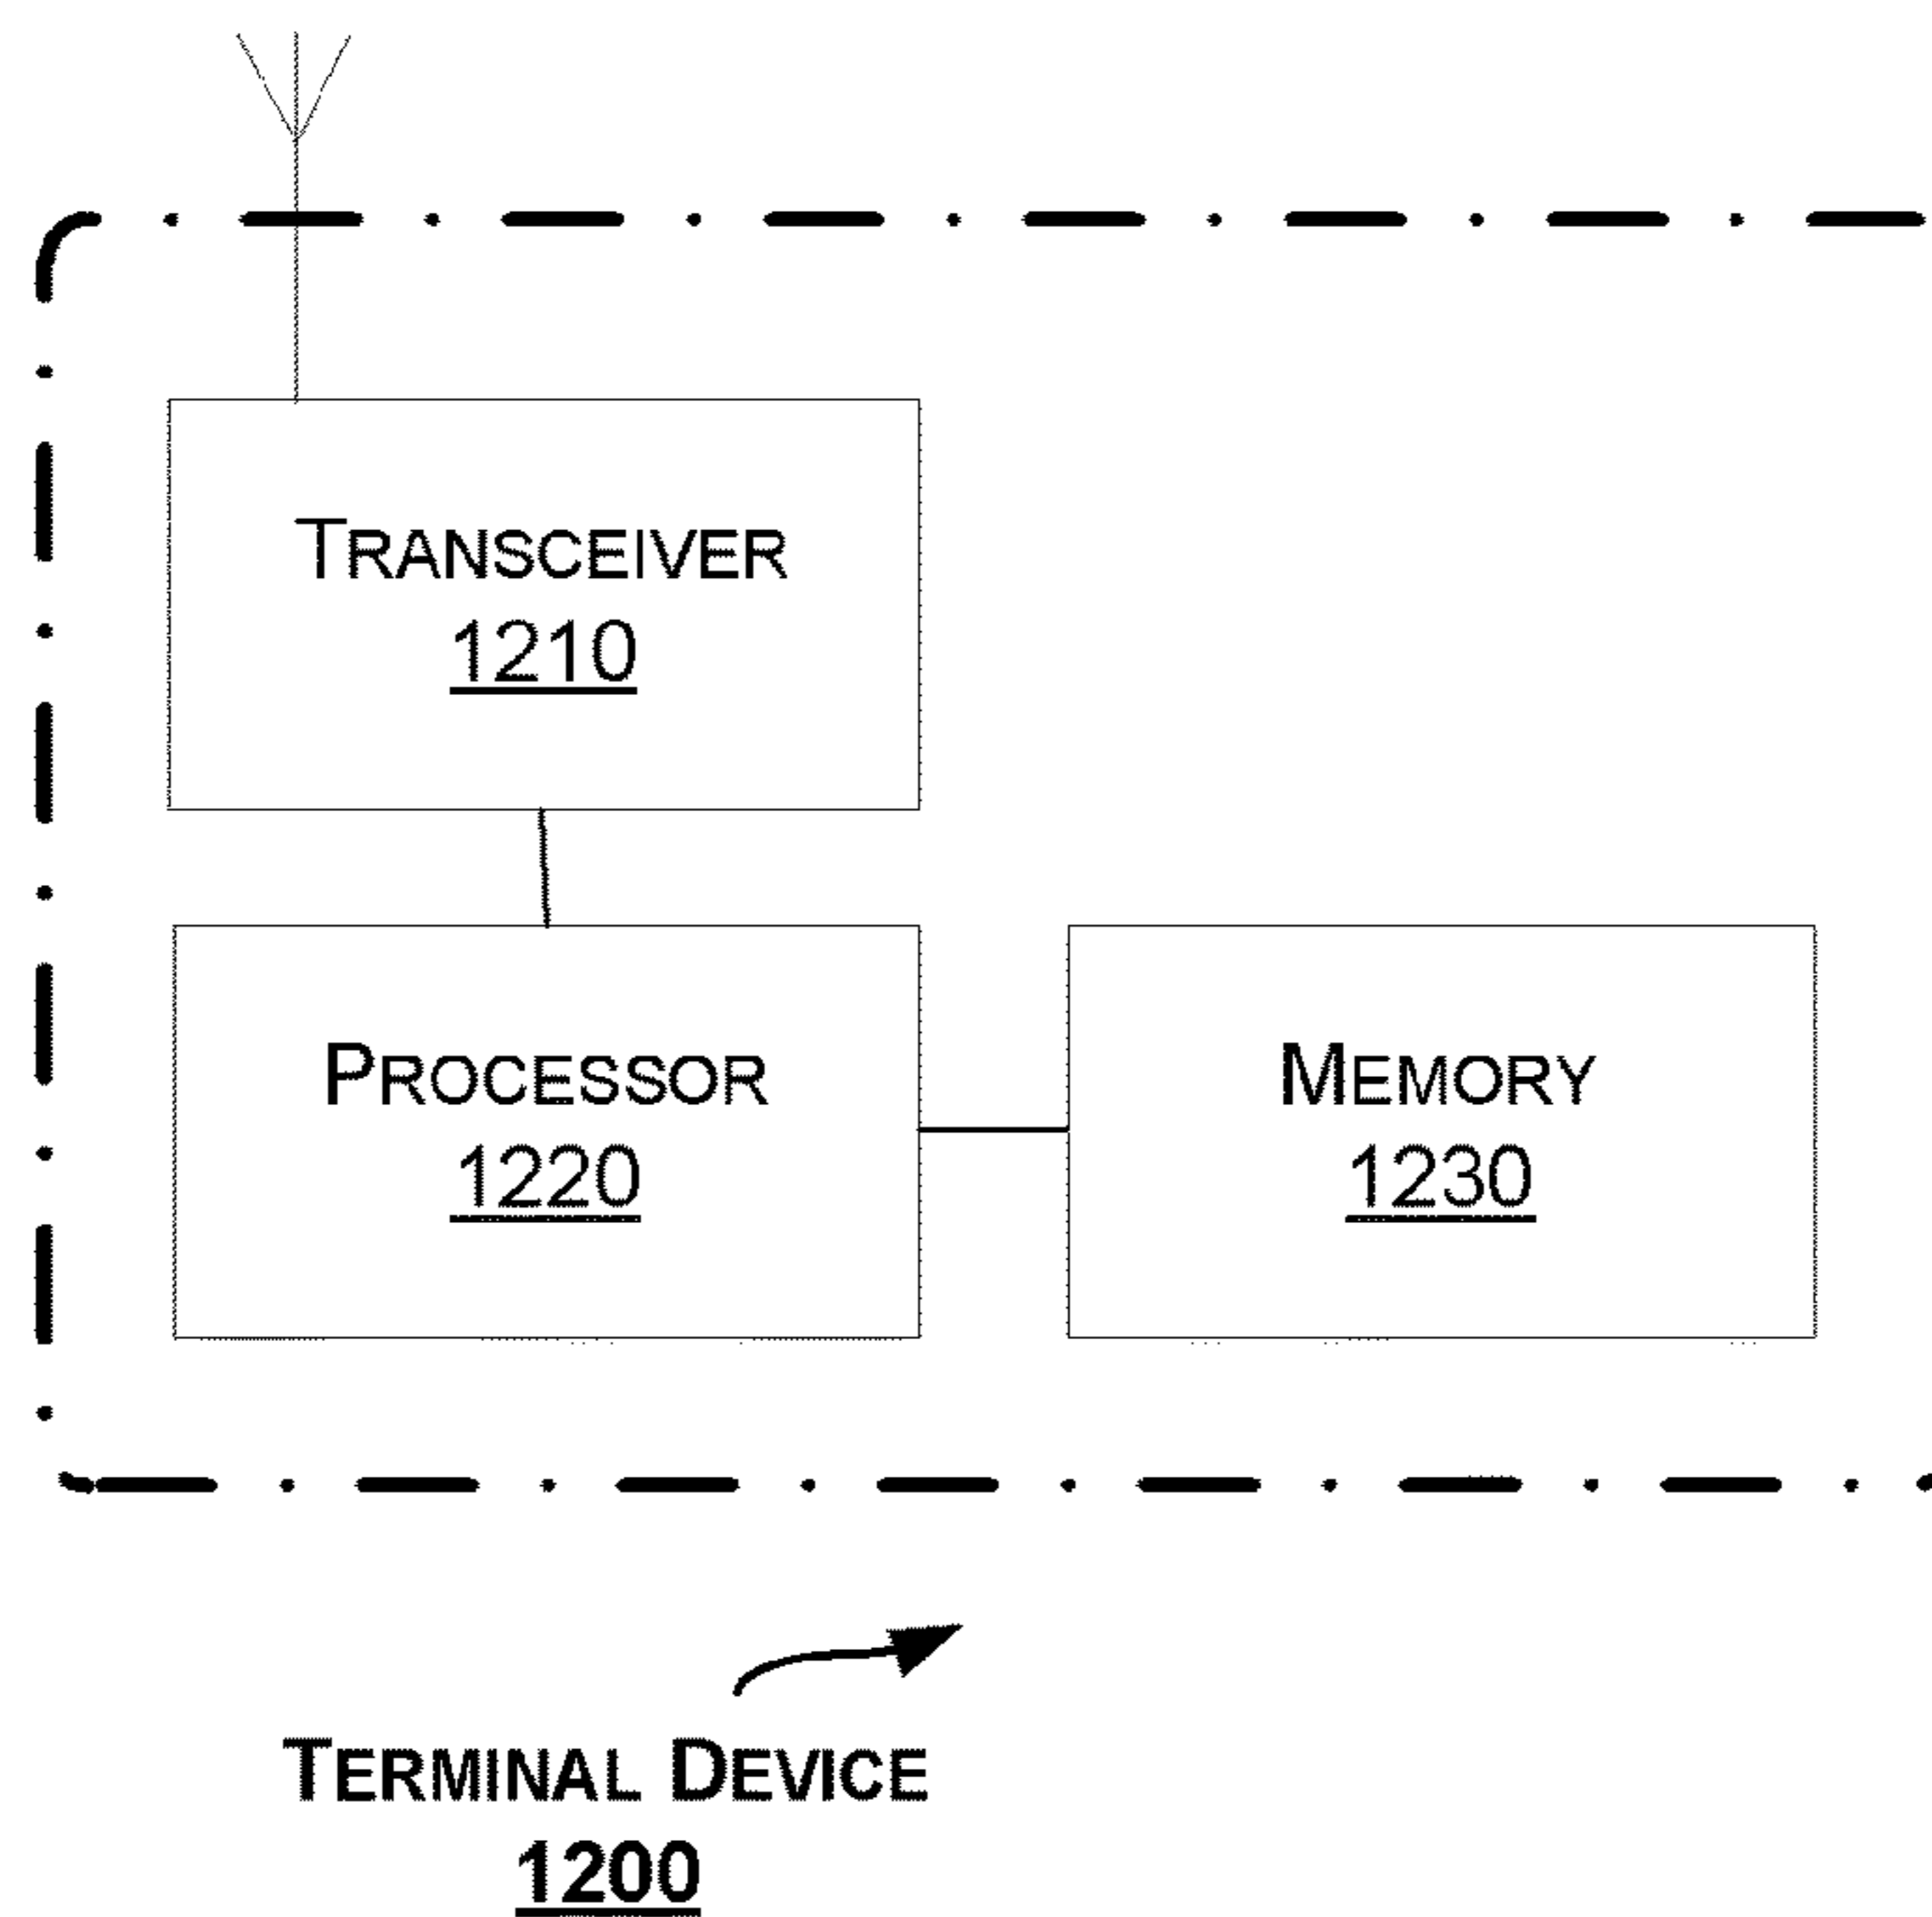 TRANSCEIVER
1210
PROCESSOR
1220
MEMORY
1230
TERMINAL DEVICE
1200